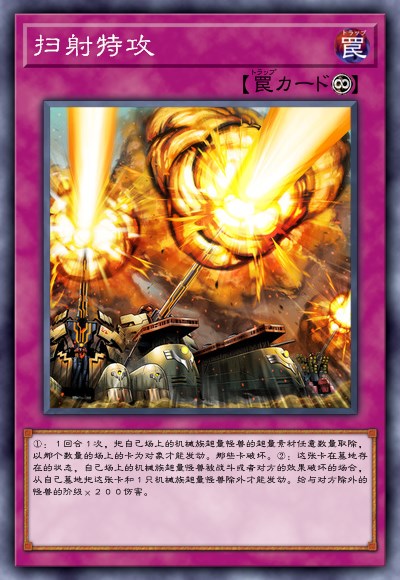 扫射特攻
トラップ
罠
トラップ
【罠カード】
①：１回合１次，把自己场上的机械族超量怪兽的超量素材任意数量取除，
以那个数量的场上的卡为对象才能发动。那些卡破坏。②：这张卡在墓地存
在的状态，自己场上的机械族超量怪兽被战斗或者对方的效果破坏的场合，
从自己墓地把这张卡和１只机械族超量怪兽除外才能发动。给与对方除外的
怪兽的阶级×２００伤害。